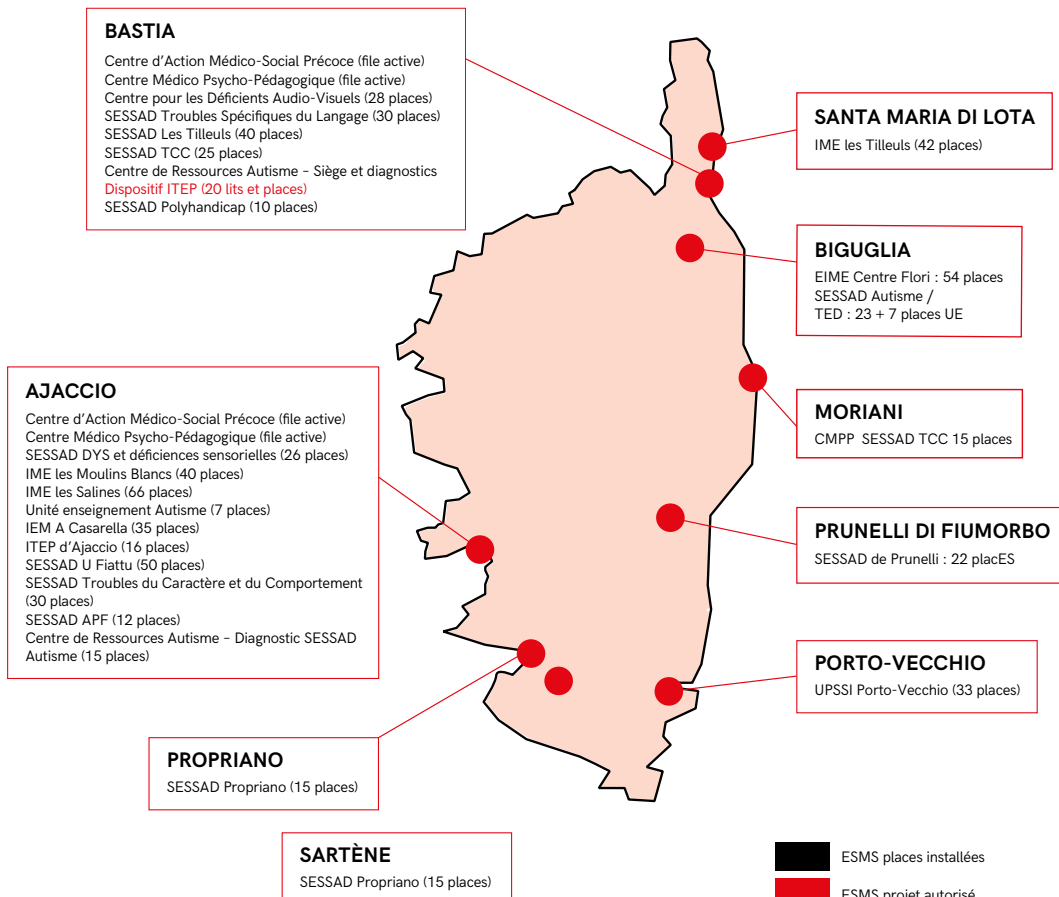 BASTIA
Centre d'Action Médico-Social Précoce (file active)
Centre Médico Psycho-Pédagogique (file active)
Centre pour les Déficients Audio-Visuels (28 places)
SESSAD Troubles Spécifiques du Langage (30 places)
SESSAD Les Tilleuls (40 places)
SESSAD TCC (25 places)
Centre de Ressources Autisme – Siège et diagnostics
Dispositif ITEP (20 lits et places)
SESSAD Polyhandicap (10 places)
SANTA MARIA DI LOTA
IME les Tilleuls (42 places)
BIGUGLIA
EIME Centre Flori : 54 places
SESSAD Autisme /
TED : 23 + 7 places UE
AJACCIO
Centre d'Action Médico-Social Précoce (file active)
Centre Médico Psycho-Pédagogique (file active)
SESSAD DYS et déficiences sensorielles (26 places)
IME les Moulins Blancs (40 places)
IME les Salines (66 places)
Unité enseignement Autisme (7 places)
IEM A Casarella (35 places)
ITEP d'Ajaccio (16 places)
SESSAD U Fiattu (50 places)
SESSAD Troubles du Caractère et du Comportement
(30 places)
SESSAD APF (12 places)
Centre de Ressources Autisme – Diagnostic SESSAD
Autisme (15 places)
MORIANI
CMPP SESSAD TCC 15 places
PRUNELLI DI FIUMORBO
SESSAD de Prunelli : 22 placES
PORTO-VECCHIO
UPSSI Porto-Vecchio (33 places)
PROPRIANO
SESSAD Propriano (15 places)
SARTÈNE
SESSAD Propriano (15 places)
ESMS places installées
ESMS projet autorisé